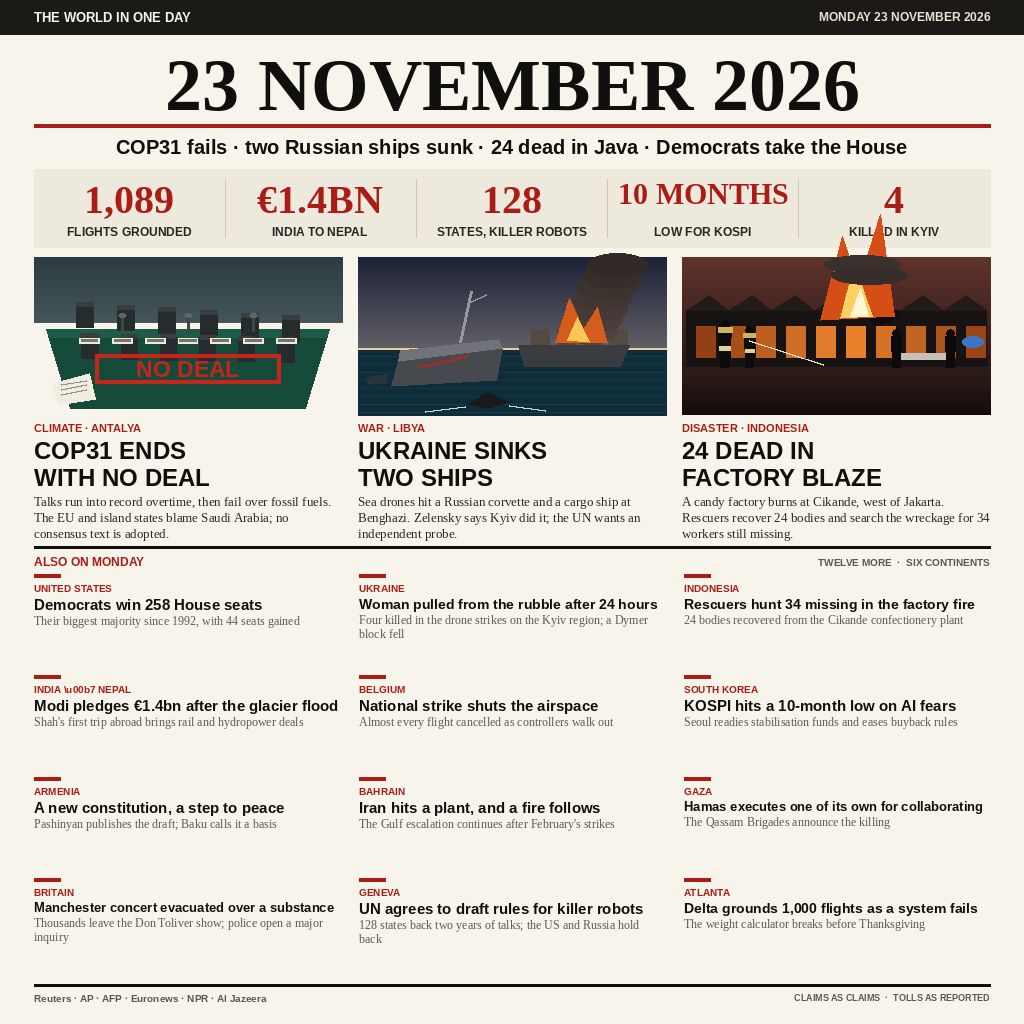 THE WORLD IN ONE DAY
MONDAY 23 NOVEMBER 2026
23 NOVEMBER 2026
COP31 fails · two Russian ships sunk · 24 dead in Java · Democrats take the House
1,089
FLIGHTS GROUNDED
€1.4BN
INDIA TO NEPAL
128
STATES, KILLER ROBOTS
10 MONTHS
LOW FOR KOSPI
4
KILLED IN KYIV
NO DEAL
CLIMATE · ANTALYA
COP31 ENDS
WITH NO DEAL
Talks run into record overtime, then fail over fossil fuels.
The EU and island states blame Saudi Arabia; no
consensus text is adopted.
WAR · LIBYA
UKRAINE SINKS
TWO SHIPS
Sea drones hit a Russian corvette and a cargo ship at
Benghazi. Zelensky says Kyiv did it; the UN wants an
independent probe.
DISASTER · INDONESIA
24 DEAD IN
FACTORY BLAZE
A candy factory burns at Cikande, west of Jakarta.
Rescuers recover 24 bodies and search the wreckage for 34
workers still missing.
ALSO ON MONDAY
TWELVE MORE · SIX CONTINENTS
UNITED STATES
Democrats win 258 House seats
Their biggest majority since 1992, with 44 seats gained
UKRAINE
Woman pulled from the rubble after 24 hours
Four killed in the drone strikes on the Kyiv region; a Dymer
block fell
INDONESIA
Rescuers hunt 34 missing in the factory fire
24 bodies recovered from the Cikande confectionery plant
INDIA \u00b7 NEPAL
Modi pledges €1.4bn after the glacier flood
Shah's first trip abroad brings rail and hydropower deals
BELGIUM
National strike shuts the airspace
Almost every flight cancelled as controllers walk out
SOUTH KOREA
KOSPI hits a 10-month low on AI fears
Seoul readies stabilisation funds and eases buyback rules
ARMENIA
A new constitution, a step to peace
Pashinyan publishes the draft; Baku calls it a basis
BAHRAIN
Iran hits a plant, and a fire follows
The Gulf escalation continues after February's strikes
GAZA
Hamas executes one of its own for collaborating
The Qassam Brigades announce the killing
BRITAIN
Manchester concert evacuated over a substance
Thousands leave the Don Toliver show; police open a major
inquiry
GENEVA
UN agrees to draft rules for killer robots
128 states back two years of talks; the US and Russia hold
back
ATLANTA
Delta grounds 1,000 flights as a system fails
The weight calculator breaks before Thanksgiving
Reuters · AP · AFP · Euronews · NPR · Al Jazeera
CLAIMS AS CLAIMS · TOLLS AS REPORTED